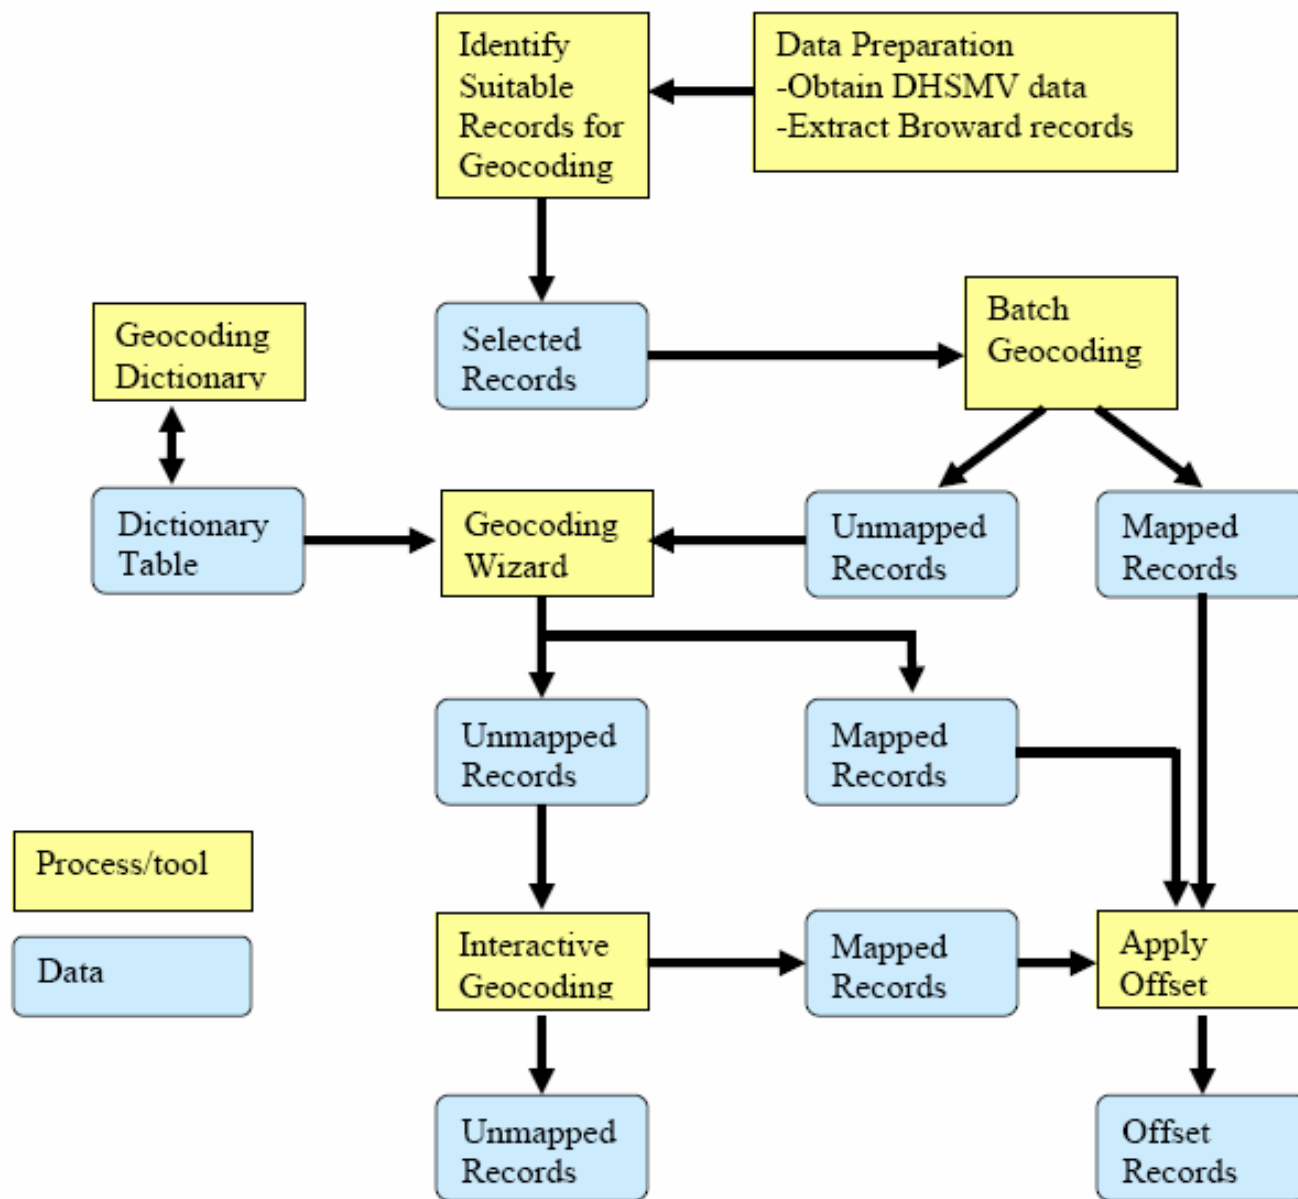 Identify
Suitable
Records for
Geocoding
Data Preparation
-Obtain DHSMV data
-Extract Broward records
Geocoding
Dictionary
Selected
Records
Batch
Geocoding
Dictionary
Table
Geocoding
Wizard
Unmapped
Records
Mapped
Records
Unmapped
Records
Mapped
Records
Process/tool
Data
Interactive
Geocoding
Mapped
Records
Apply
Offset
Unmapped
Records
Offset
Records